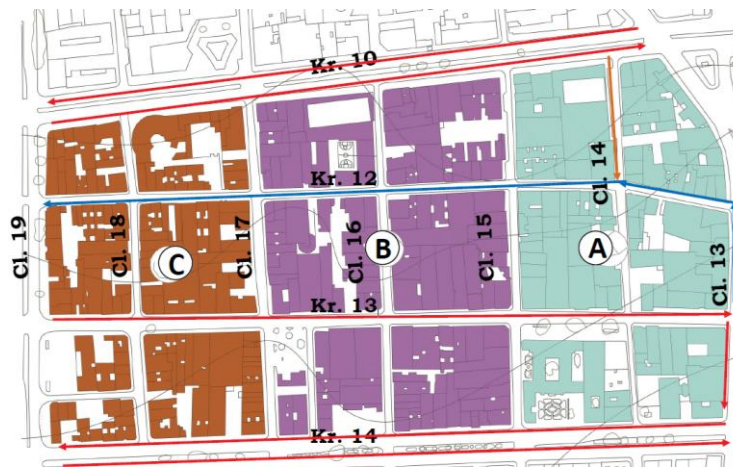 Kr. 10
Kr. 12
Cl. 14
Cl. 19
Cl. 18
C
Cl. 17
Cl. 16
B
Cl. 15
A
Cl. 13
Kr. 13
Kr. 14